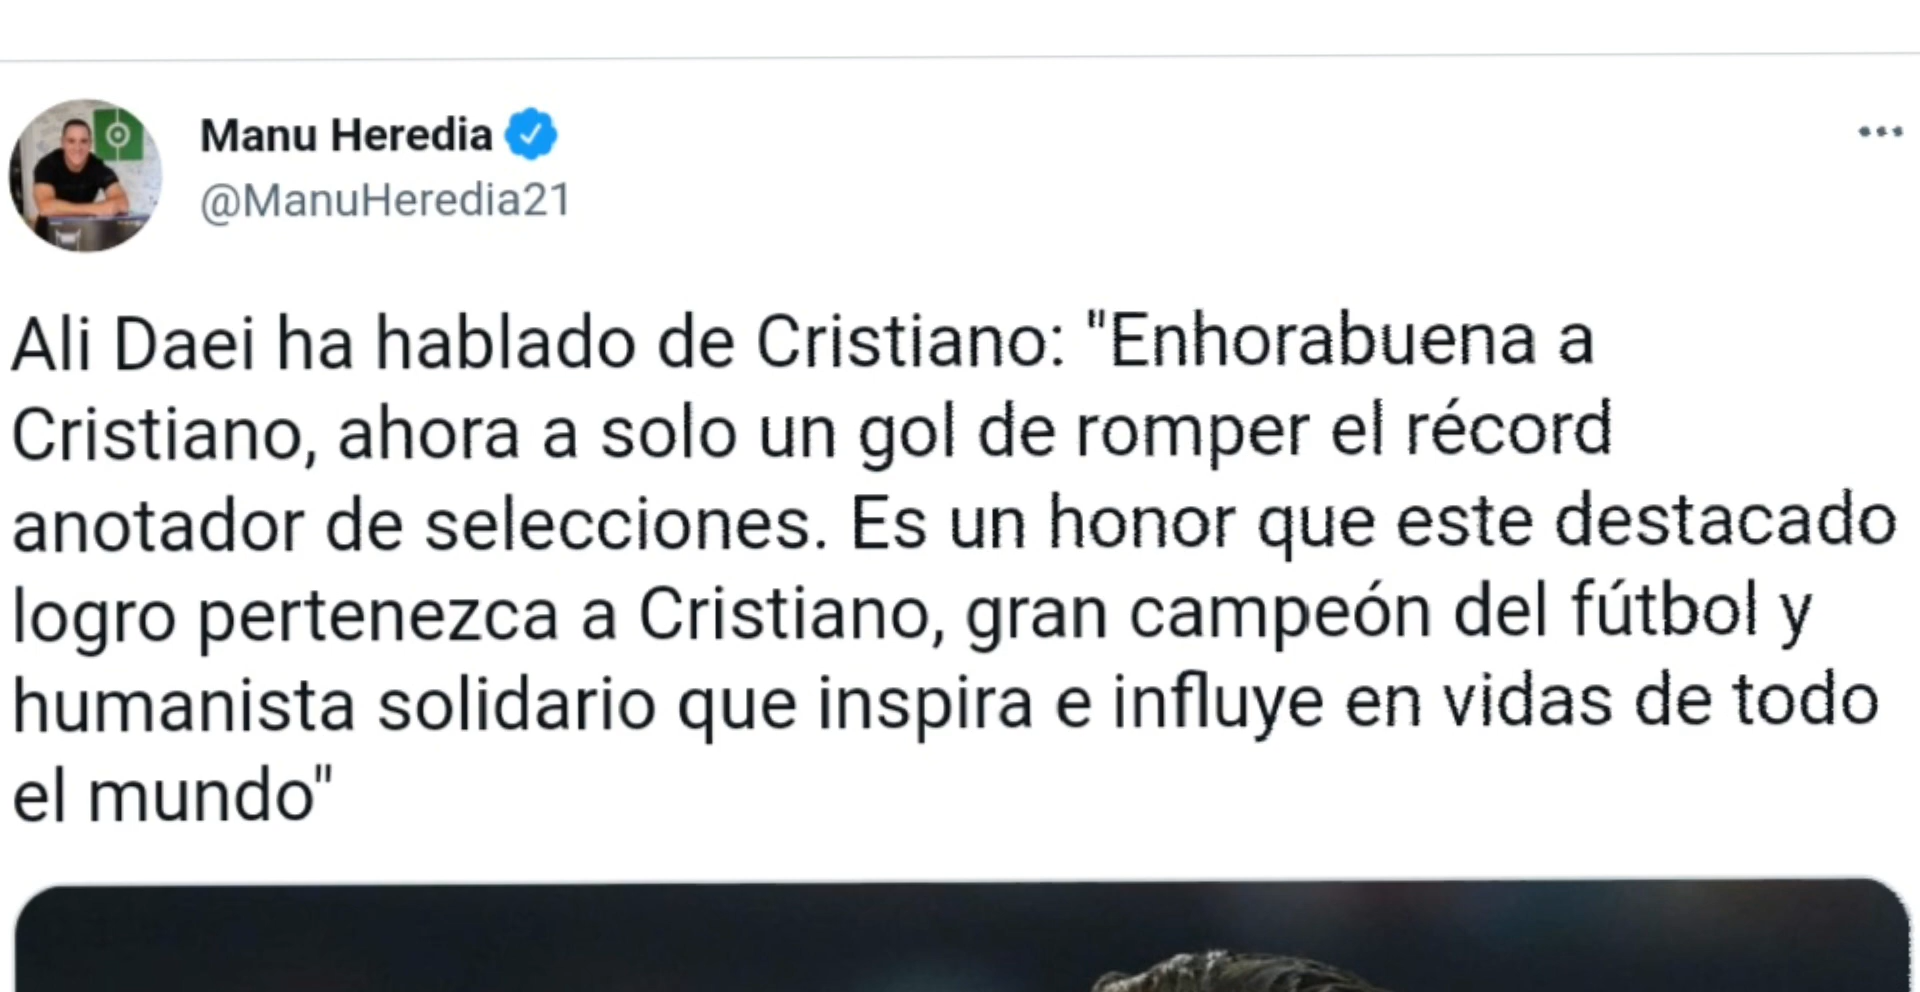 Manu Heredia
@ManuHeredia21
Ali Daei ha hablado de Cristiano: "Enhorabuena a
Cristiano, ahora a solo un gol de romper el récord
anotador de selecciones. Es un honor que este destacado
logro pertenezca a Cristiano, gran campeón del fútbol y
humanista solidario que inspira e influye en vidas de todo
el mundo"